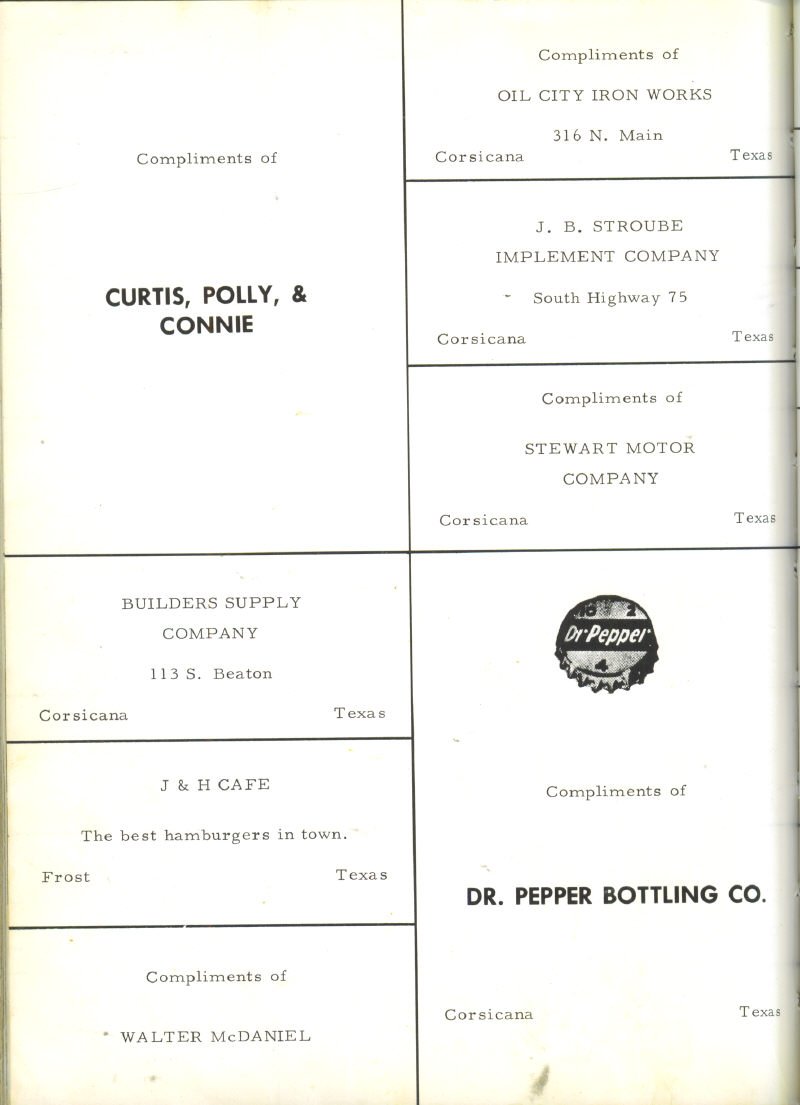 Compliments of
CURTIS, POLLY, &
CONNIE
BUILDERS SUPPLY
COMPANY
113 S. Beaton
Corsicana Texas
J & H CAFE
The best hamburgers in town.
Frost Texas
Compliments of
WALTER McDANIEL
Compliments of
OIL CITY IRON WORKS
316 N. Main
Corsicana Texas
J. B. STROUBE
IMPLEMENT COMPANY
South Highway 75
Corsicana Texas
Compliments of
STEWART MOTOR
COMPANY
Corsicana Texas
10 2
Dr. Pepper
4
Compliments of
DR. PEPPER BOTTLING CO.
Corsicana Texas